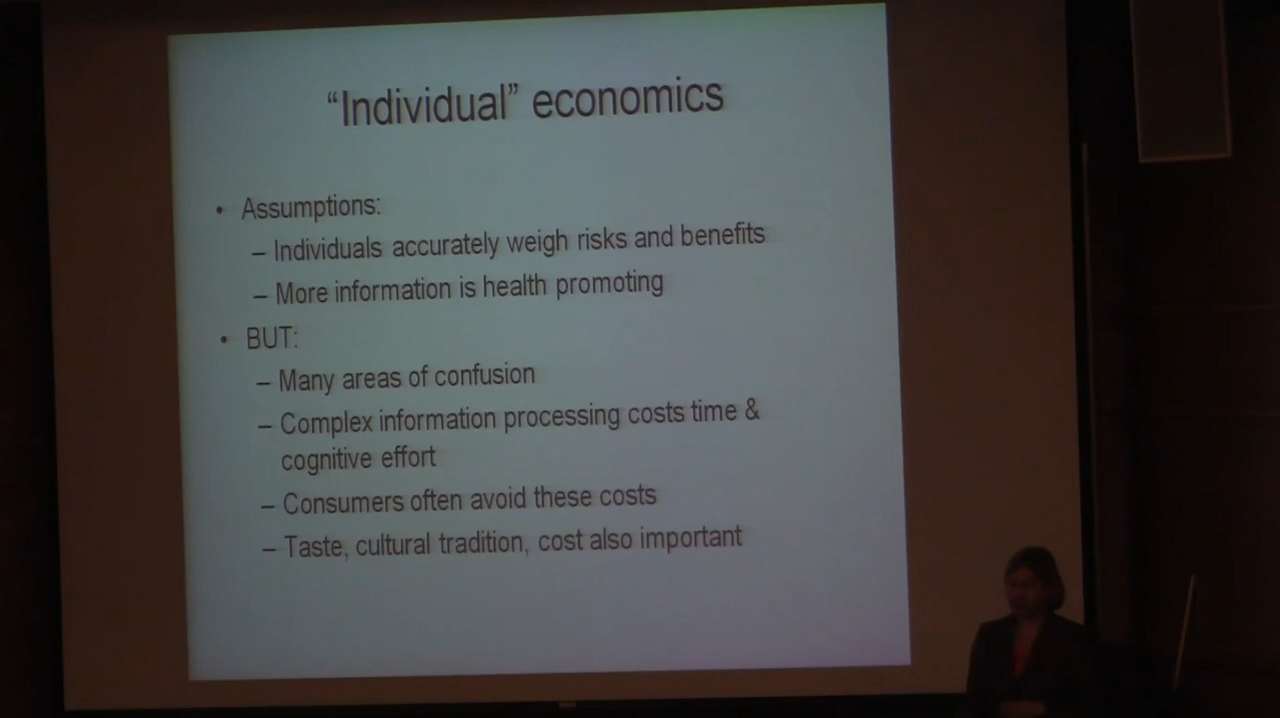 “Individual” economics
• Assumptions:
– Individuals accurately weigh risks and benefits
– More information is health promoting
• BUT:
– Many areas of confusion
– Complex information processing costs time &
cognitive effort
– Consumers often avoid these costs
– Taste, cultural tradition, cost also important